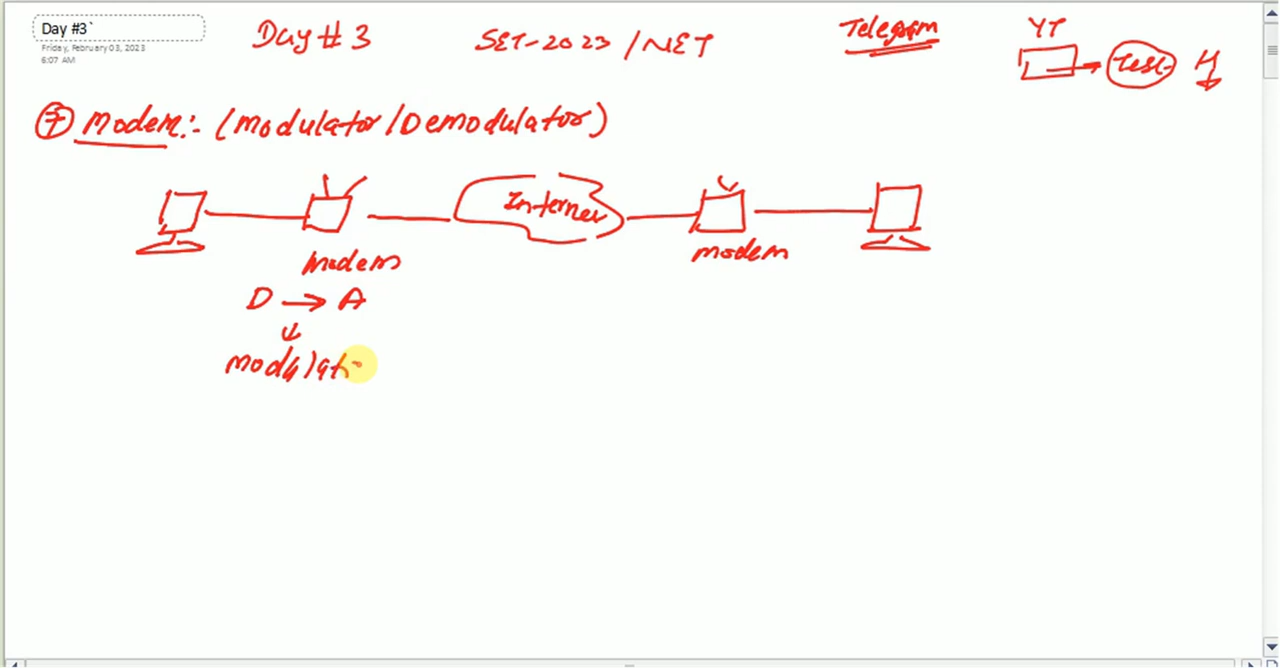 Day #3`
Friday, February 03, 2023
6:07 AM
Day # 3
SET-2023 / NET
Telegram
YT
Test
⑦ Modem:- (Modulator/Demodulator)
Internet
Modem
modem
D → A
↓
Modulati